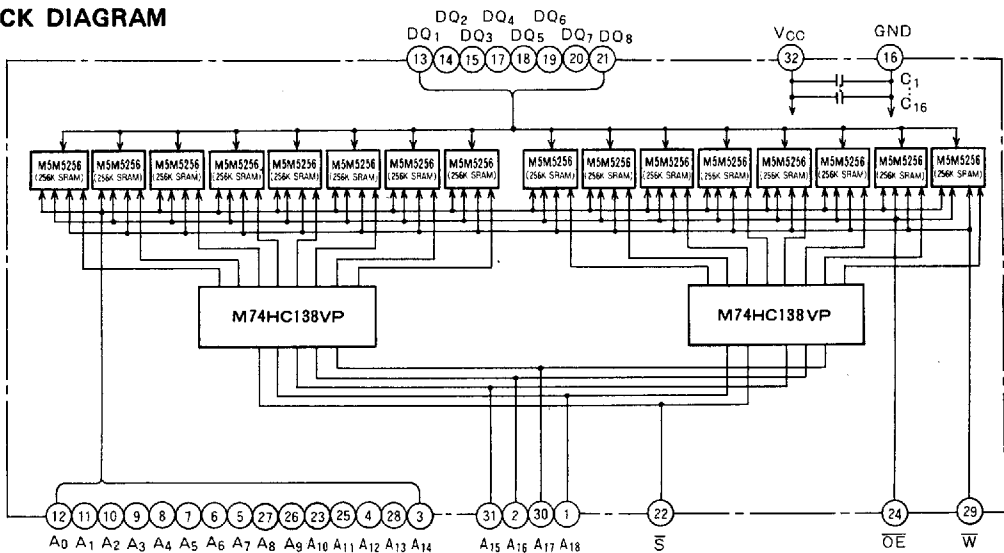 CK DIAGRAM
DQ2 DQ4 DQ6
DQ1 DQ3 DQ5 DQ7 DQ8
13 14 15 17 18 19 20 21
VCC GND
32 16
C1
C16
M5M5256 M5M5256 M5M5256 M5M5256 M5M5256 M5M5256 M5M5256 M5M5256 M5M5256 M5M5256 M5M5256 M5M5256 M5M5256 M5M5256 M5M5256 M5M5256
(256K SRAM) (256K SRAM) (256K SRAM) (256K SRAM) (256K SRAM) (256K SRAM) (256K SRAM) (256K SRAM) (256K SRAM) (256K SRAM) (256K SRAM) (256K SRAM) (256K SRAM) (256K SRAM) (256K SRAM) (256K SRAM)
M74HC138VP M74HC138VP
12 11 10 9 8 7 6 5 27 26 23 25 4 28 3 31 2 30 1 22 24 29
A0 A1 A2 A3 A4 A5 A6 A7 A8 A9 A10 A11 A12 A13 A14 A15 A16 A17 A18 S̅ O̅E̅ W̅